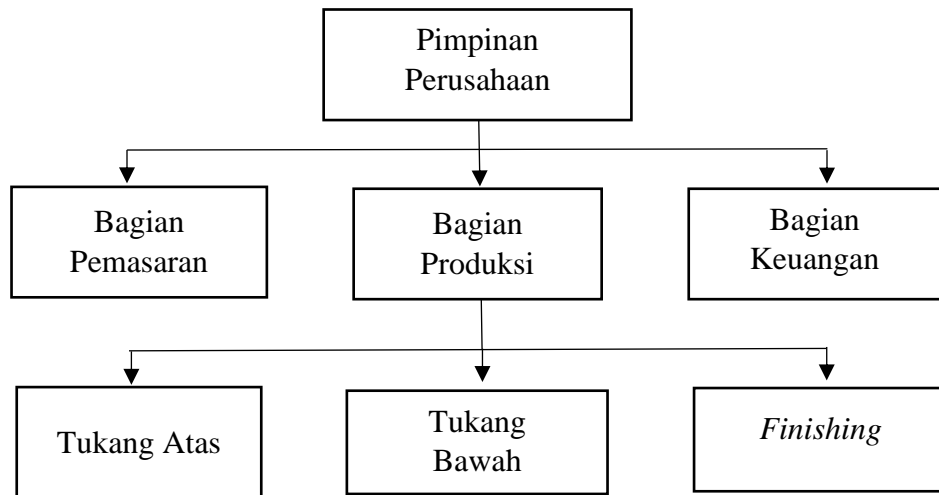 Pimpinan
Perusahaan
Bagian
Pemasaran
Bagian
Produksi
Bagian
Keuangan
Tukang Atas
Tukang
Bawah
Finishing